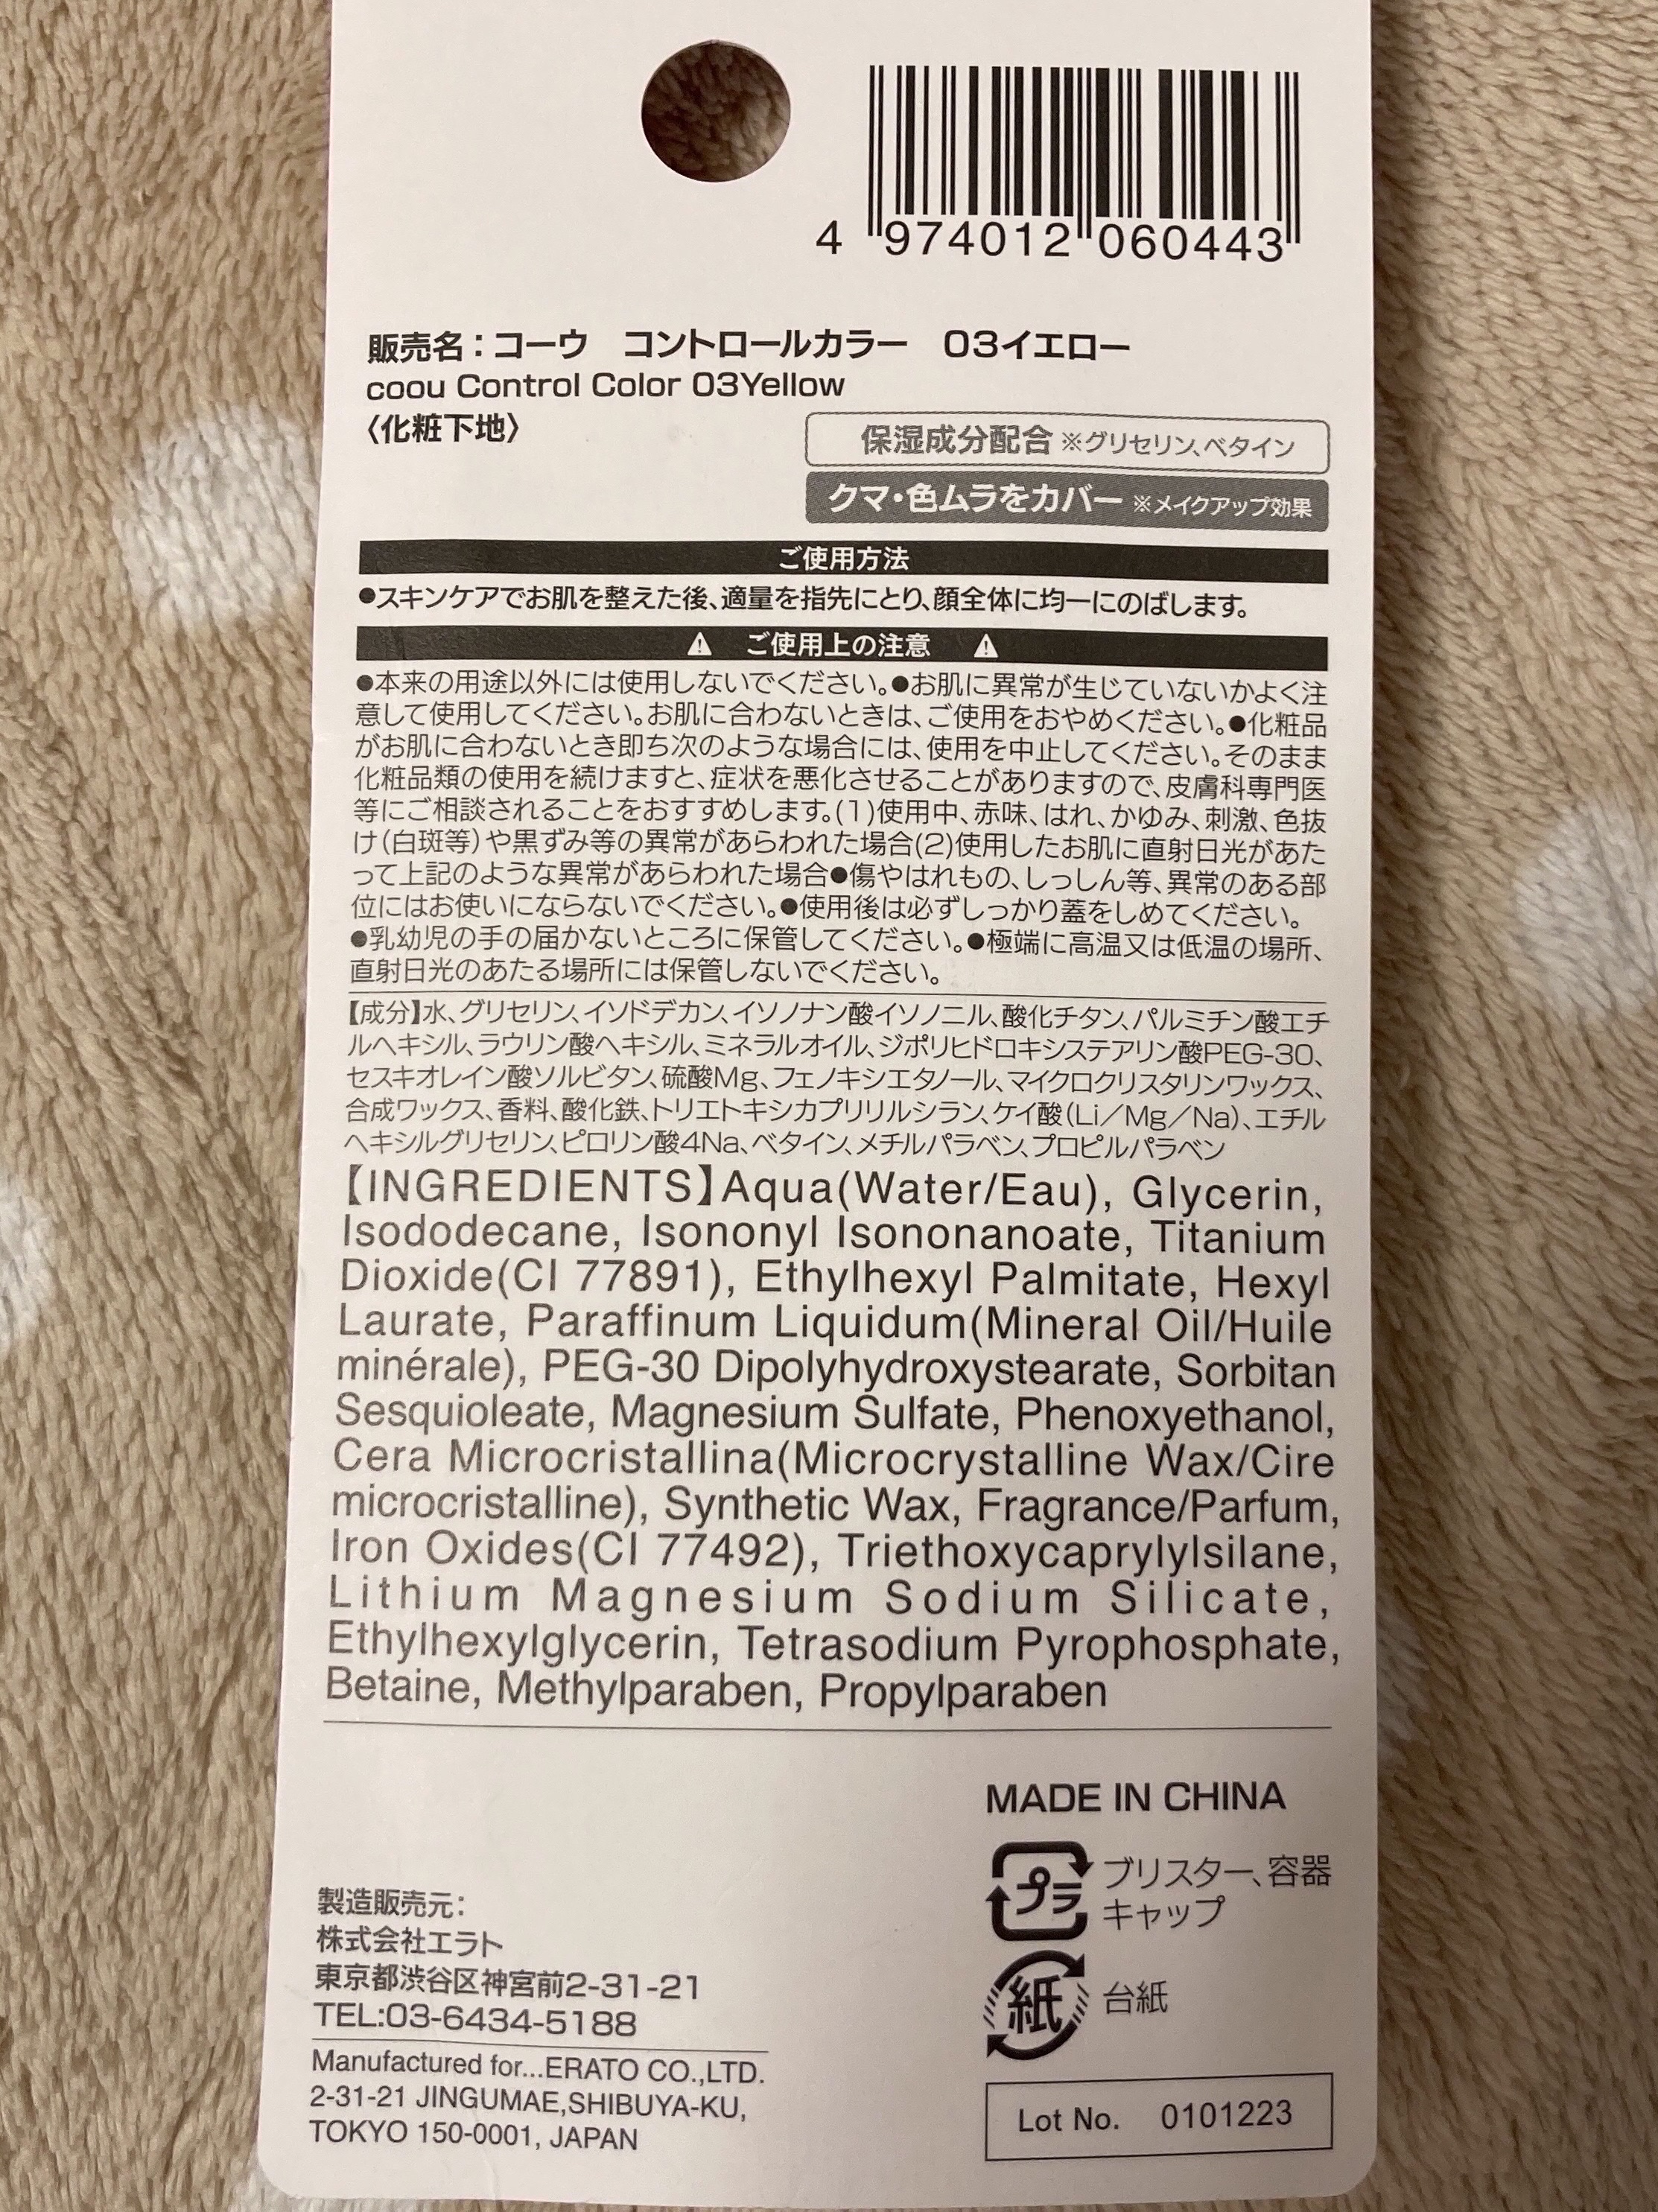 4 974012 060443
販売名：コーウ　コントロールカラー　03イエロー
coou Control Color 03Yellow
〈化粧下地〉
保湿成分配合 ※グリセリン、ベタイン
クマ・色ムラをカバー ※メイクアップ効果
ご使用方法
●スキンケアでお肌を整えた後、適量を指先にとり、顔全体に均一にのばします。
ご使用上の注意
●本来の用途以外には使用しないでください。●お肌に異常が生じていないかよく注
意して使用してください。お肌に合わないときは、ご使用をおやめください。●化粧品
がお肌に合わないとき即ち次のような場合には、使用を中止してください。そのまま
化粧品類の使用を続けますと、症状を悪化させることがありますので、皮膚科専門医
等にご相談されることをおすすめします。(1)使用中、赤味、はれ、かゆみ、刺激、色抜
け(白斑等)や黒ずみ等の異常があらわれた場合(2)使用したお肌に直射日光があた
って上記のような異常があらわれた場合●傷やはれもの、しっしん等、異常のある部
位にはお使いにならないでください。●使用後は必ずしっかり蓋をしめてください。
●乳幼児の手の届かないところに保管してください。●極端に高温又は低温の場所、
直射日光のあたる場所には保管しないでください。
【成分】水、グリセリン、イソドデカン、イソノナン酸イソノニル、酸化チタン、パルミチン酸エチ
ルヘキシル、ラウリン酸ヘキシル、ミネラルオイル、ジポリヒドロキシステアリン酸PEG-30、
セスキオレイン酸ソルビタン、硫酸Mg、フェノキシエタノール、マイクロクリスタリンワックス、
合成ワックス、香料、酸化鉄、トリエトキシカプリリルシラン、ケイ酸(Li／Mg／Na)、エチル
ヘキシルグリセリン、ピロリン酸4Na、ベタイン、メチルパラベン、プロピルパラベン
【INGREDIENTS】Aqua(Water/Eau), Glycerin,
Isododecane, Isononyl Isononanoate, Titanium
Dioxide(CI 77891), Ethylhexyl Palmitate, Hexyl
Laurate, Paraffinum Liquidum(Mineral Oil/Huile
minérale), PEG-30 Dipolyhydroxystearate, Sorbitan
Sesquioleate, Magnesium Sulfate, Phenoxyethanol,
Cera Microcristallina(Microcrystalline Wax/Cire
microcristalline), Synthetic Wax, Fragrance/Parfum,
Iron Oxides(CI 77492), Triethoxycaprylylsilane,
Lithium Magnesium Sodium Silicate,
Ethylhexylglycerin, Tetrasodium Pyrophosphate,
Betaine, Methylparaben, Propylparaben
MADE IN CHINA
プラ ブリスター、容器
キャップ
紙 台紙
製造販売元：
株式会社エラト
東京都渋谷区神宮前2-31-21
TEL:03-6434-5188
Manufactured for...ERATO CO.,LTD.
2-31-21 JINGUMAE,SHIBUYA-KU,
TOKYO 150-0001, JAPAN
Lot No. 0101223